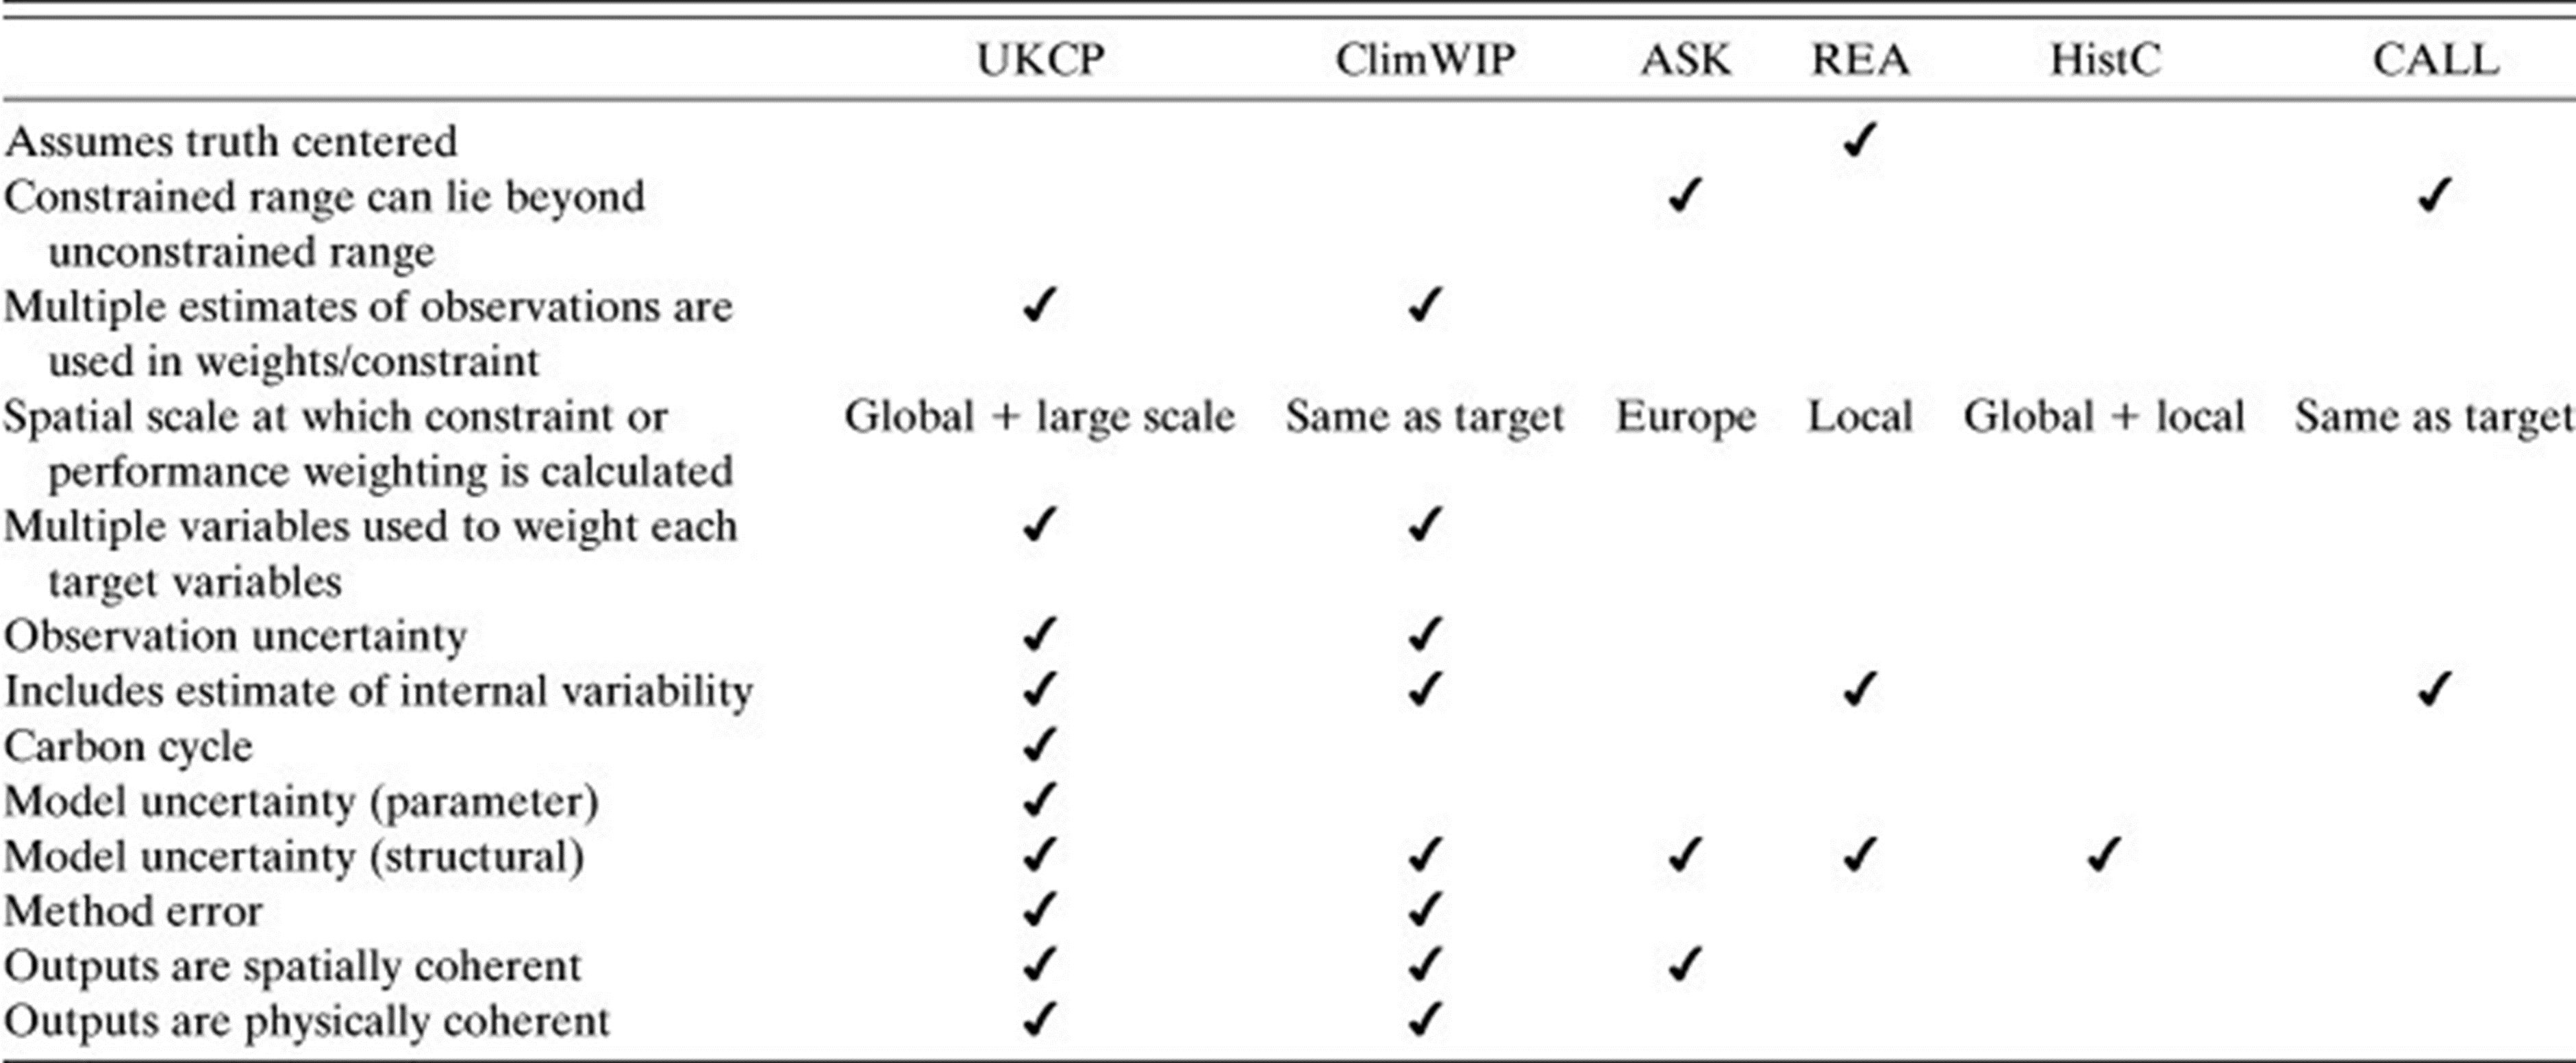 UKCP ClimWIP ASK REA HistC CALL
Assumes truth centered ✓
Constrained range can lie beyond ✓ ✓
unconstrained range
Multiple estimates of observations are ✓ ✓
used in weights/constraint
Spatial scale at which constraint or Global + large scale Same as target Europe Local Global + local Same as target
performance weighting is calculated
Multiple variables used to weight each ✓ ✓
target variables
Observation uncertainty ✓ ✓
Includes estimate of internal variability ✓ ✓ ✓ ✓
Carbon cycle ✓
Model uncertainty (parameter) ✓
Model uncertainty (structural) ✓ ✓ ✓ ✓ ✓
Method error ✓ ✓
Outputs are spatially coherent ✓ ✓ ✓
Outputs are physically coherent ✓ ✓